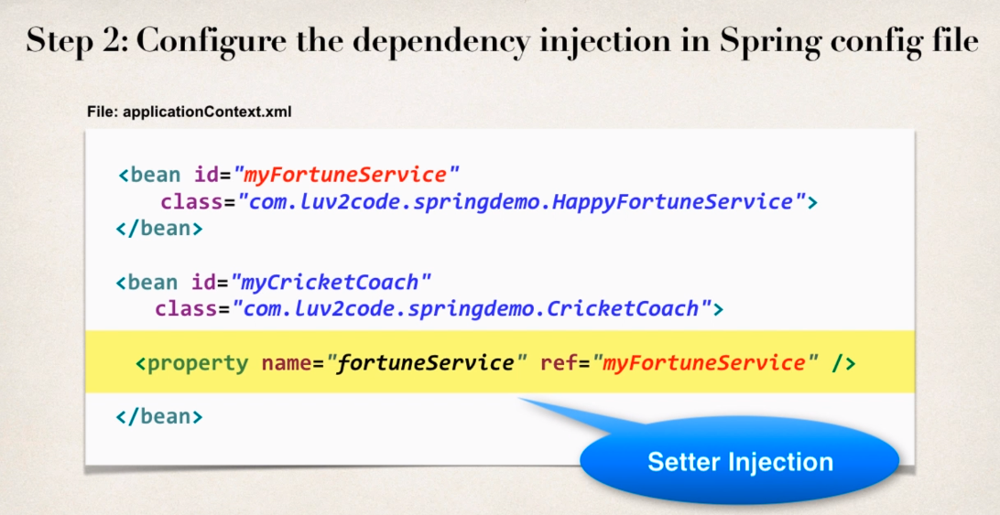 Step 2: Configure the dependency injection in Spring config file
File: applicationContext.xml
<bean id="myFortuneService"
class="com.luv2code.springdemo.HappyFortuneService">
</bean>
<bean id="myCricketCoach"
class="com.luv2code.springdemo.CricketCoach">
<property name="fortuneService" ref="myFortuneService" />
</bean>
Setter Injection